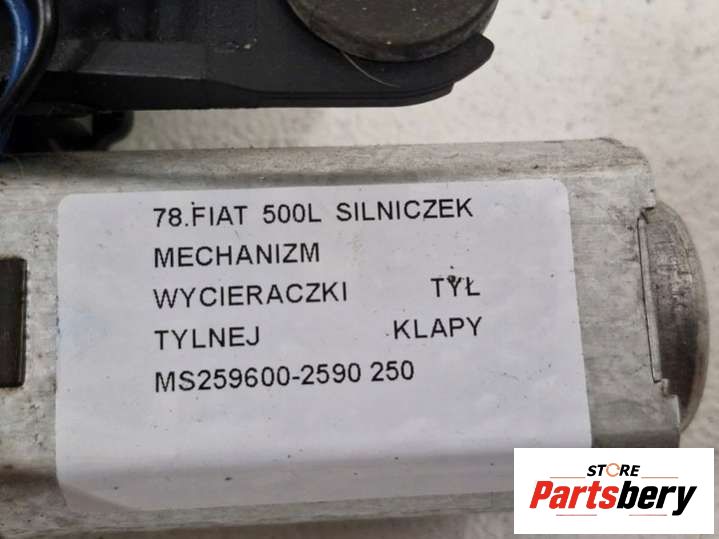 78.FIAT 500L SILNICZEK
MECHANIZM
WYCIERACZKI TYŁ
TYLNEJ KLAPY
MS259600-2590 250
STORE
Partsbery